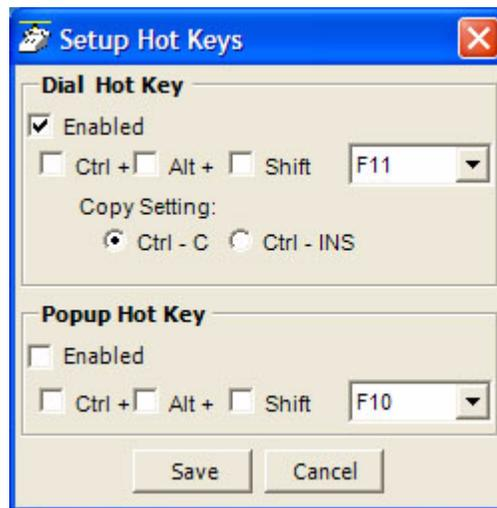 Setup Hot Keys
Dial Hot Key
Enabled
Ctrl + Alt + Shift F11
Copy Setting:
Ctrl - C Ctrl - INS
Popup Hot Key
Enabled
Ctrl + Alt + Shift F10
Save Cancel